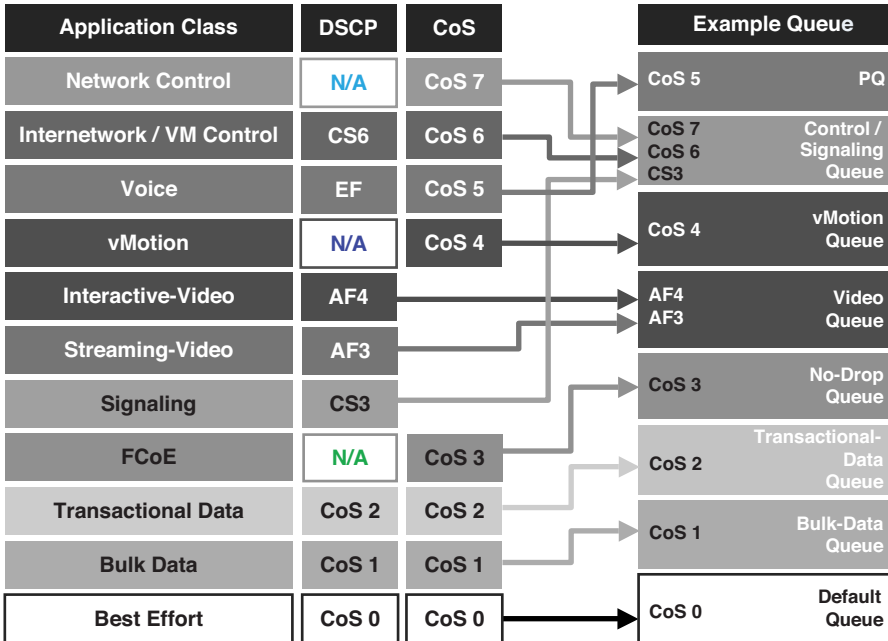 Application Class DSCP CoS Example Queue
Network Control N/A CoS 7
Internetwork / VM Control CS6 CoS 6
Voice EF CoS 5
vMotion N/A CoS 4
Interactive-Video AF4
Streaming-Video AF3
Signaling CS3
FCoE N/A CoS 3
Transactional Data CoS 2 CoS 2
Bulk Data CoS 1 CoS 1
Best Effort CoS 0 CoS 0
CoS 5 PQ
CoS 7 Control /
CoS 6 Signaling
CS3 Queue
CoS 4 vMotion
Queue
AF4 Video
AF3 Queue
CoS 3 No-Drop
Queue
Transactional-
CoS 2 Data
Queue
CoS 1 Bulk-Data
Queue
CoS 0 Default
Queue